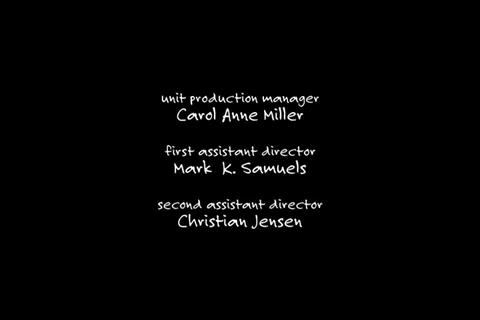 unit production manager
Carol Anne Miller
first assistant director
Mark K. Samuels
second assistant director
Christian Jensen